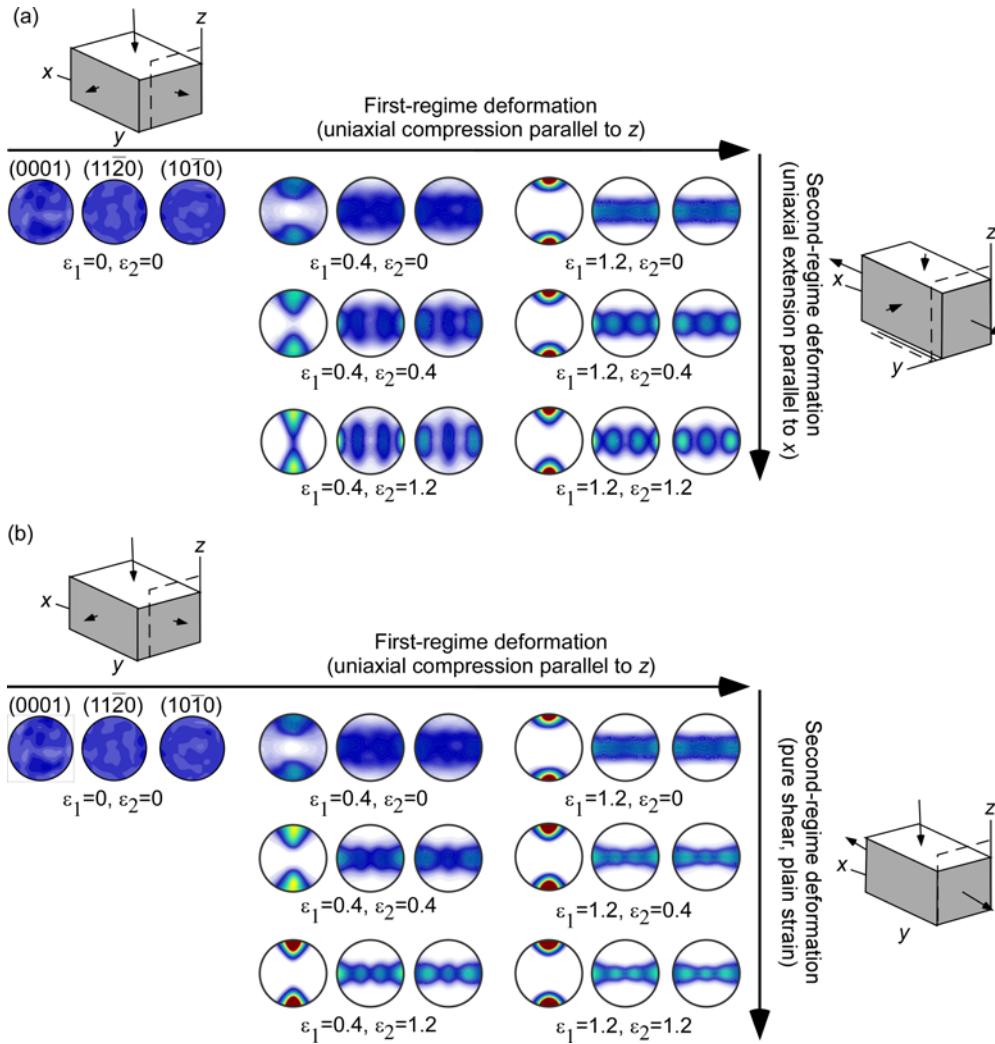 (a)
z
x
y
First-regime deformation
(uniaxial compression parallel to z)
(0001) (112̅0) (101̅0)
ε1=0, ε2=0
ε1=0.4, ε2=0
ε1=1.2, ε2=0
ε1=0.4, ε2=0.4
ε1=1.2, ε2=0.4
ε1=0.4, ε2=1.2
ε1=1.2, ε2=1.2
Second-regime deformation
(uniaxial extension parallel to x)
z
x
y
(b)
z
x
y
First-regime deformation
(uniaxial compression parallel to z)
(0001) (112̅0) (101̅0)
ε1=0, ε2=0
ε1=0.4, ε2=0
ε1=1.2, ε2=0
ε1=0.4, ε2=0.4
ε1=1.2, ε2=0.4
ε1=0.4, ε2=1.2
ε1=1.2, ε2=1.2
Second-regime deformation
(pure shear, plain strain)
z
x
y